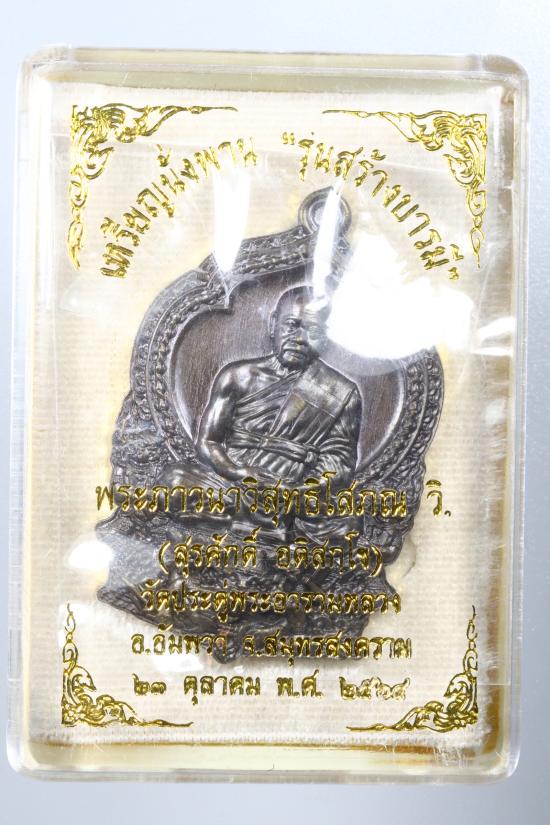 เหรียญนั่งพาน "รุ่นสร้างบารมี"
พระภาวนาวิสุทธิโสภณ วิ.
(สุรศักดิ์ อติสกฺโข)
วัดประดู่พระอารามหลวง
อ.อัมพวา จ.สมุทรสงคราม
๒๓ ตุลาคม พ.ศ. ๒๕๖๔